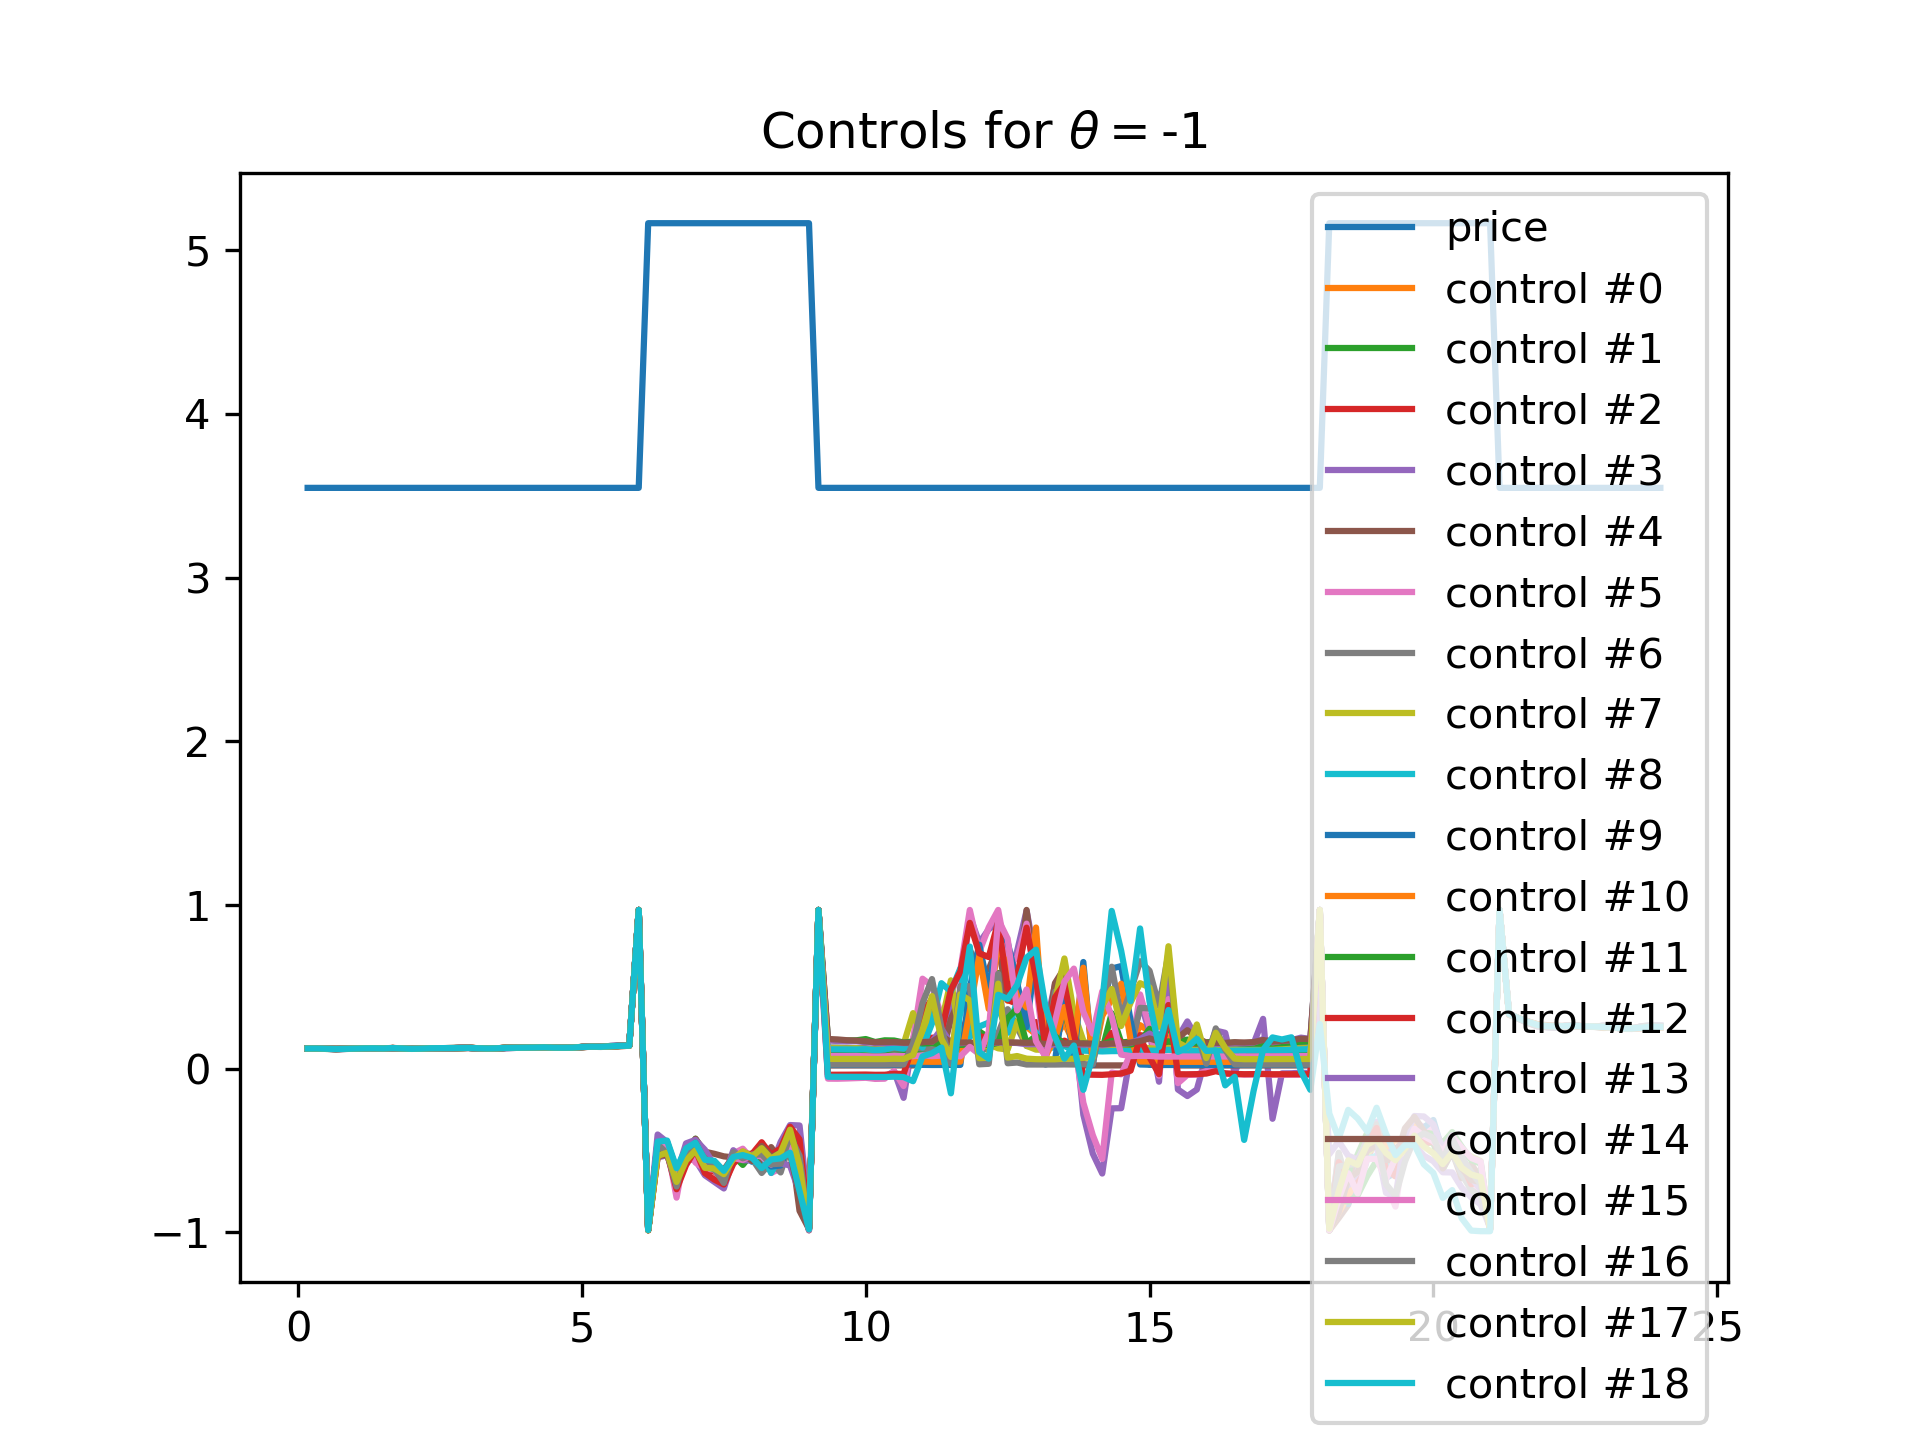 Controls for θ = -1
5
4
3
2
1
0
−1
0 5 10 15 20 25
price
control #0
control #1
control #2
control #3
control #4
control #5
control #6
control #7
control #8
control #9
control #10
control #11
control #12
control #13
control #14
control #15
control #16
control #17
control #18